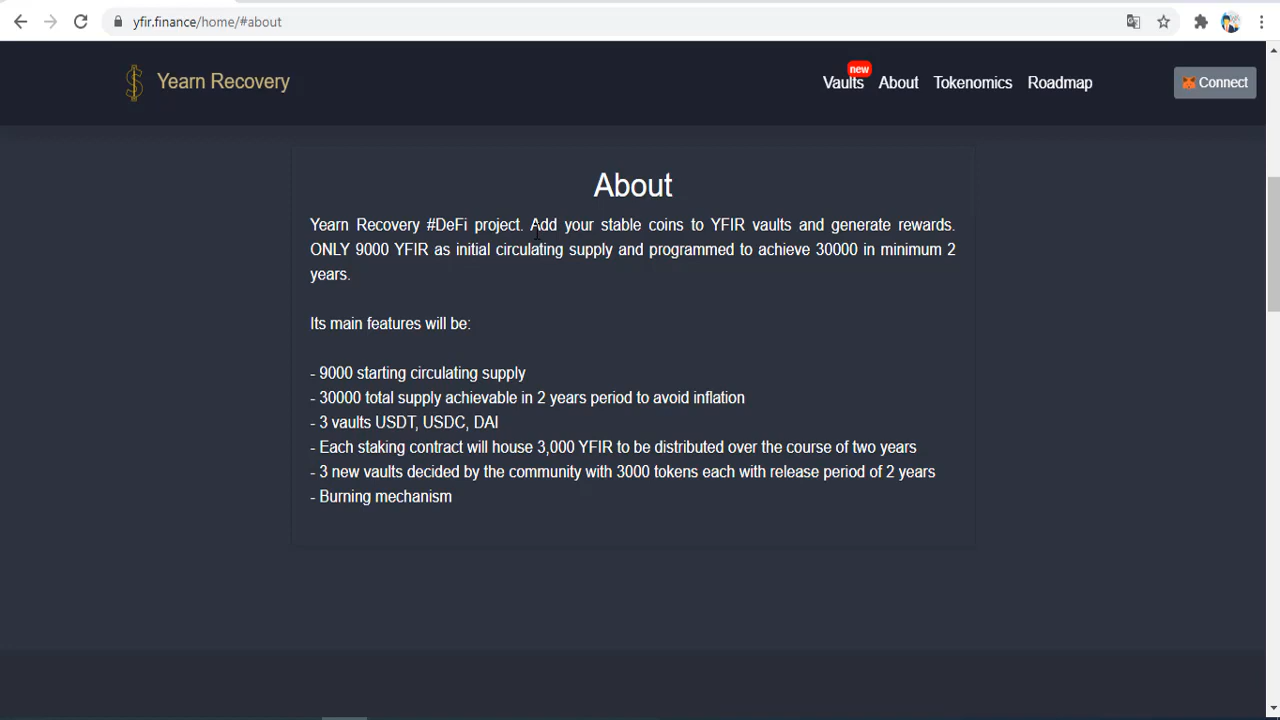 yfir.finance/home/#about
Yearn Recovery
new
Vaults About Tokenomics Roadmap
Connect
About
Yearn Recovery #DeFi project. Add your stable coins to YFIR vaults and generate rewards.
ONLY 9000 YFIR as initial circulating supply and programmed to achieve 30000 in minimum 2
years.
Its main features will be:
- 9000 starting circulating supply
- 30000 total supply achievable in 2 years period to avoid inflation
- 3 vaults USDT, USDC, DAI
- Each staking contract will house 3,000 YFIR to be distributed over the course of two years
- 3 new vaults decided by the community with 3000 tokens each with release period of 2 years
- Burning mechanism